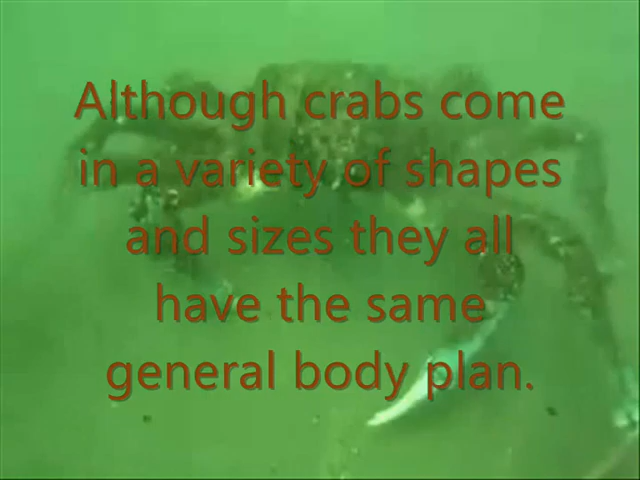 Although crabs come
in a variety of shapes
and sizes they all
have the same
general body plan.